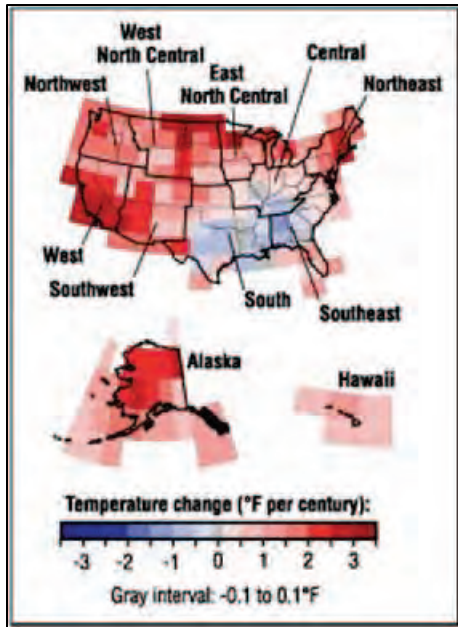 West
North Central
Central
Northwest
East
North Central
Northeast
West
Southwest
South
Southeast
Alaska
Hawaii
Temperature change (°F per century):
-3 -2 -1 0 1 2 3
Gray interval: -0.1 to 0.1°F